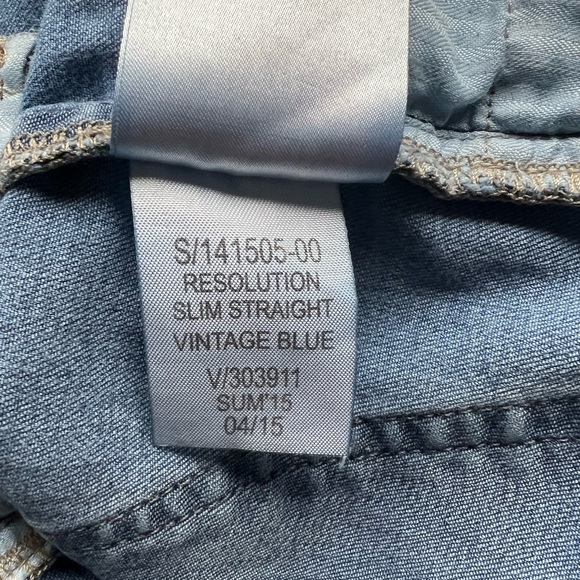 S/141505-00
RESOLUTION
SLIM STRAIGHT
VINTAGE BLUE
V/303911
SUM'15
04/15